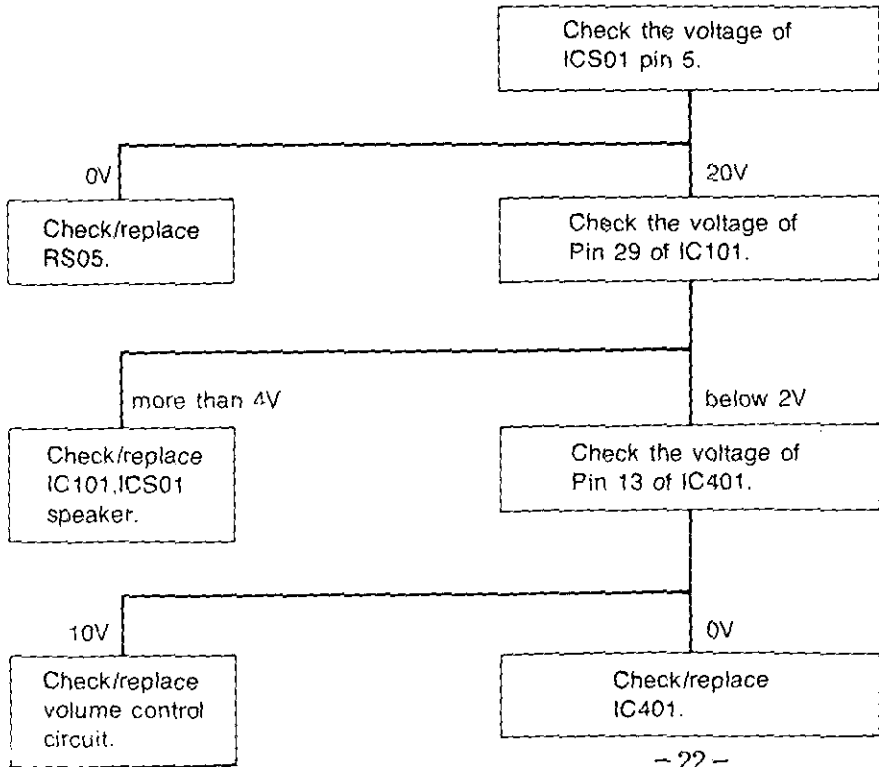 Check the voltage of
ICS01 pin 5.
0V
20V
Check/replace
RS05.
Check the voltage of
Pin 29 of IC101.
more than 4V
below 2V
Check/replace
IC101,ICS01
speaker.
Check the voltage of
Pin 13 of IC401.
10V
0V
Check/replace
volume control
circuit.
Check/replace
IC401.
– 22 –